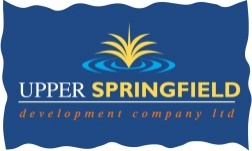 UPPER SPRINGFIELD
development company ltd